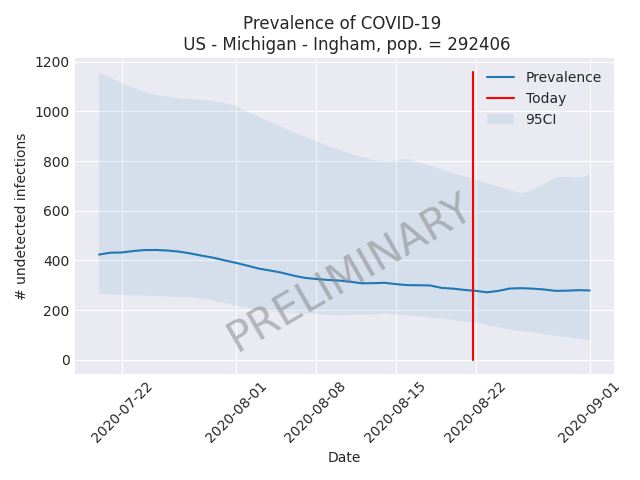 Prevalence of COVID-19
US - Michigan - Ingham, pop. = 292406
1200
1000
800
600
400
200
0
# undetected infections
Prevalence
Today
95CI
PRELIMINARY
2020-07-22
2020-08-01
2020-08-08
2020-08-15
2020-08-22
2020-09-01
Date